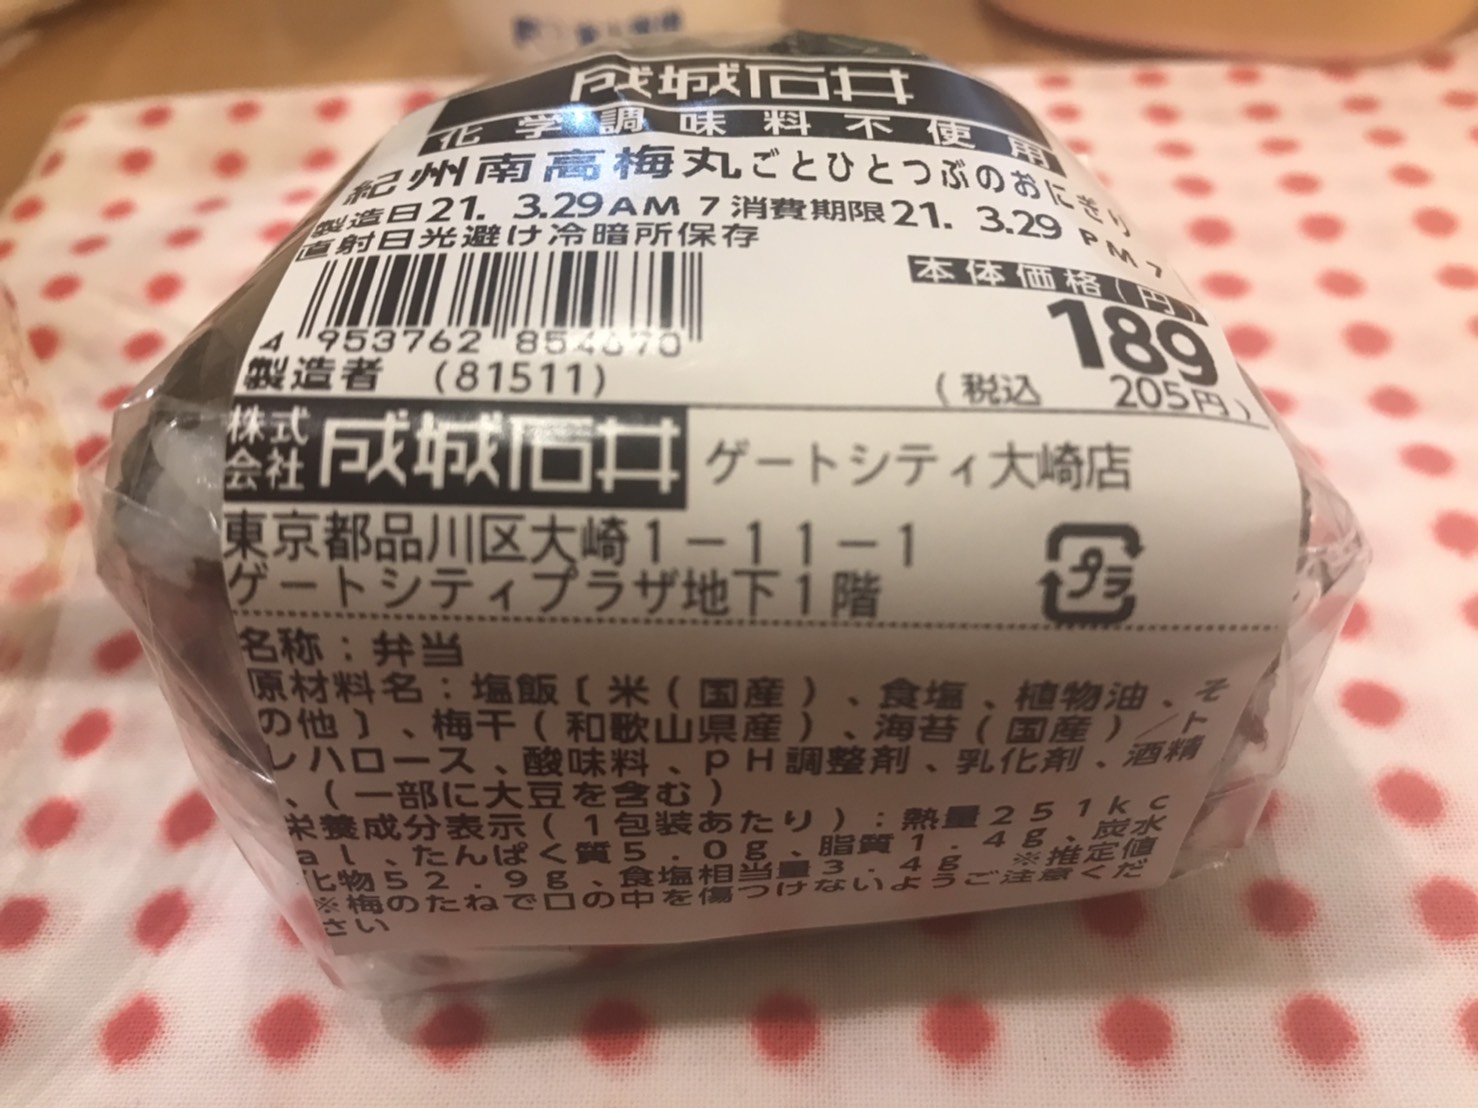 成城石井
化学調味料不使用
紀州南高梅丸ごとひとつぶのおにぎり
製造日21. 3.29AM 7 消費期限21. 3.29 PM 7
直射日光避け冷暗所保存
本体価格(円)
189
4 953762 854670
製造者 (81511)
(税込 205円)
株式会社 成城石井 ゲートシティ大崎店
東京都品川区大崎1-11-1
ゲートシティプラザ地下1階
プラ
名称:弁当
原材料名:塩飯〔米(国産)、食塩、植物油、そ
の他〕、梅干(和歌山県産)、海苔(国産)/ト
レハロース、酸味料、pH調整剤、乳化剤、酒精
、(一部に大豆を含む)
栄養成分表示(1包装あたり):熱量251kc
al、たんぱく質5.0g、脂質1.4g、炭水
化物52.9g、食塩相当量3.4g ※推定値
※梅のたねで口の中を傷つけないようご注意くだ
さい